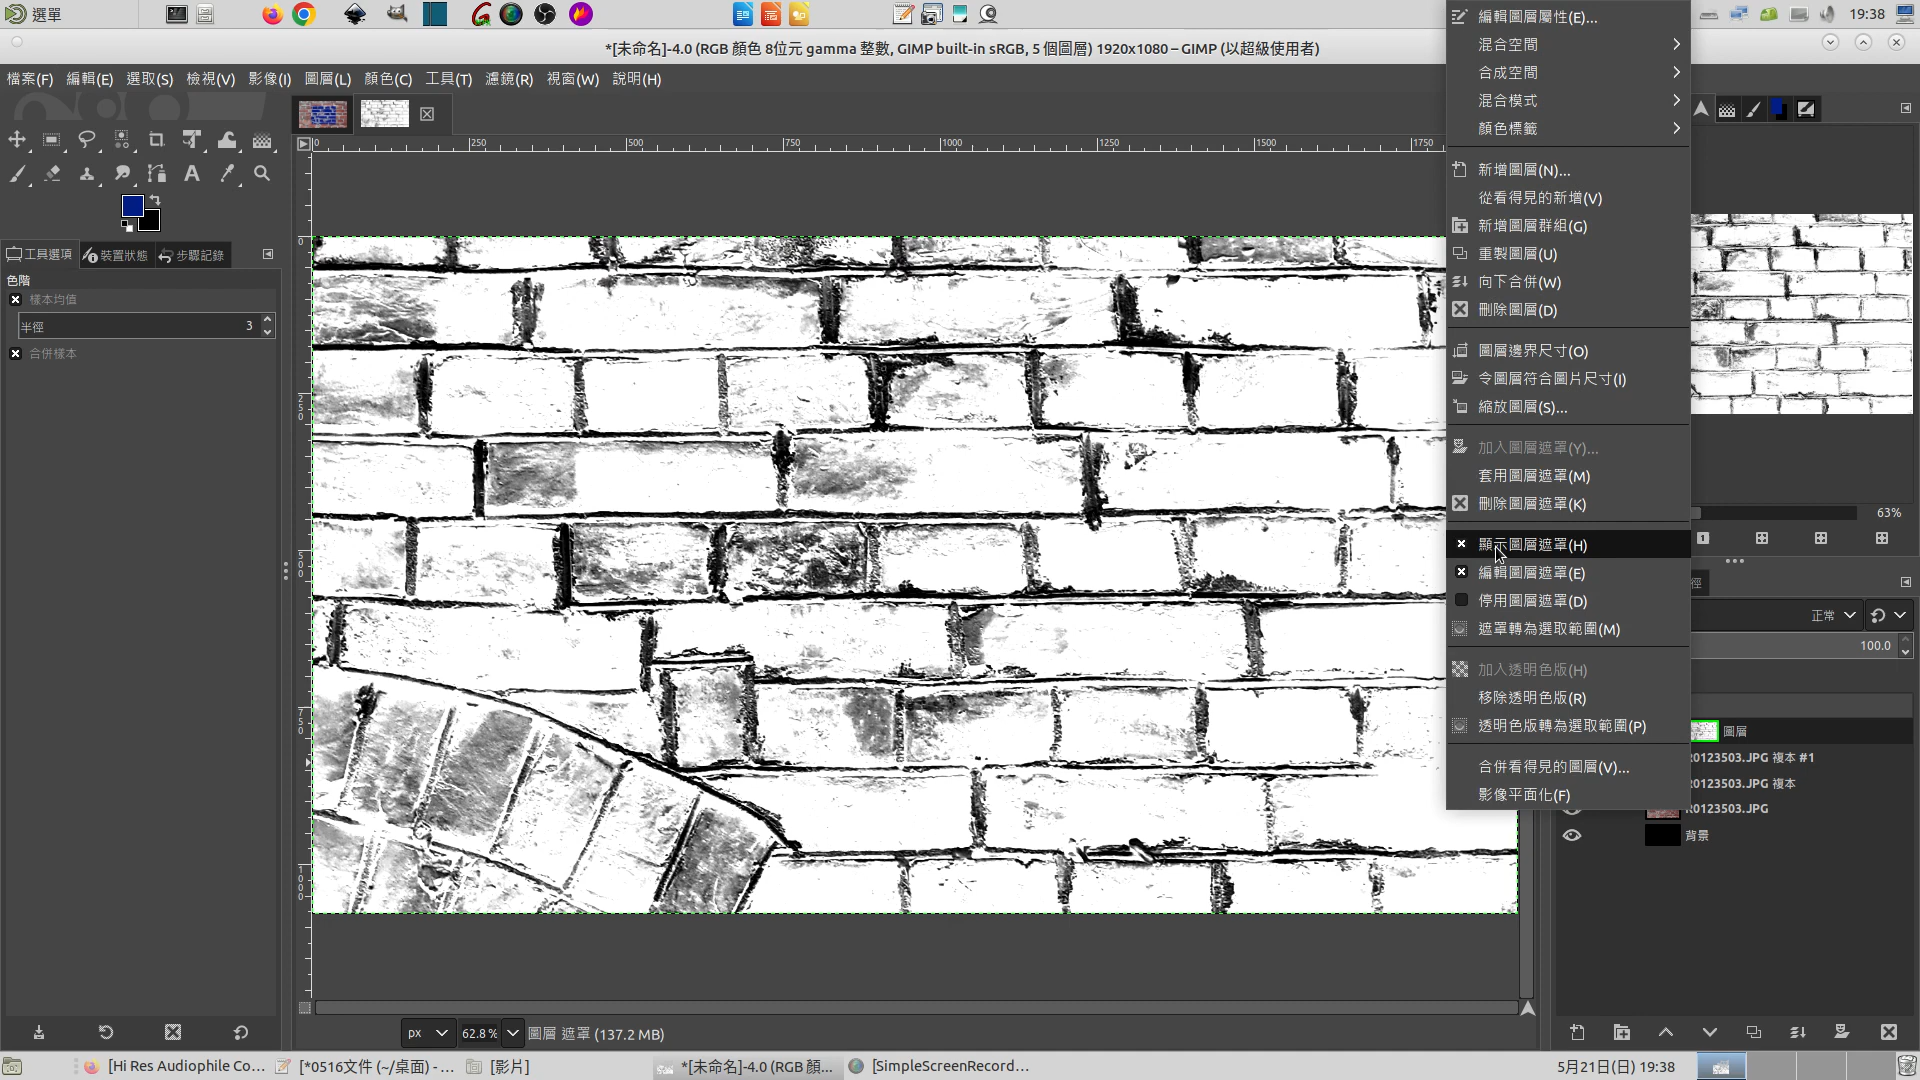 選單
19:38
*[未命名]-4.0 (RGB 顏色 8位元 gamma 整數, GIMP built-in sRGB, 5 個圖層) 1920x1080 – GIMP (以超級使用者)
檔案(F) 編輯(E) 選取(S) 檢視(V) 影像(I) 圖層(L) 顏色(C) 工具(T) 濾鏡(R) 視窗(W) 說明(H)
0 250 500 750 1000 1250 1500 1750
0
250
500
750
1000
工具選項 裝置狀態 步驟記錄
色階
樣本均值
半徑 3
合併樣本
編輯圖層屬性(E)...
混合空間
合成空間
混合模式
顏色標籤
新增圖層(N)...
從看得見的新增(V)
新增圖層群組(G)
重製圖層(U)
向下合併(W)
刪除圖層(D)
圖層邊界尺寸(O)
令圖層符合圖片尺寸(I)
縮放圖層(S)...
加入圖層遮罩(Y)...
套用圖層遮罩(M)
刪除圖層遮罩(K)
顯示圖層遮罩(H)
編輯圖層遮罩(E)
停用圖層遮罩(D)
遮罩轉為選取範圍(M)
加入透明色版(H)
移除透明色版(R)
透明色版轉為選取範圍(P)
合併看得見的圖層(V)...
影像平面化(F)
63%
1
徑
正常
100.0
圖層
R0123503.JPG 複本 #1
R0123503.JPG 複本
R0123503.JPG
背景
px 62.8 % 圖層 遮罩 (137.2 MB)
[Hi Res Audiophile Co... [*0516文件 (~/桌面) - ... [影片] *[未命名]-4.0 (RGB 顏... [SimpleScreenRecord... 5月21日(日) 19:38